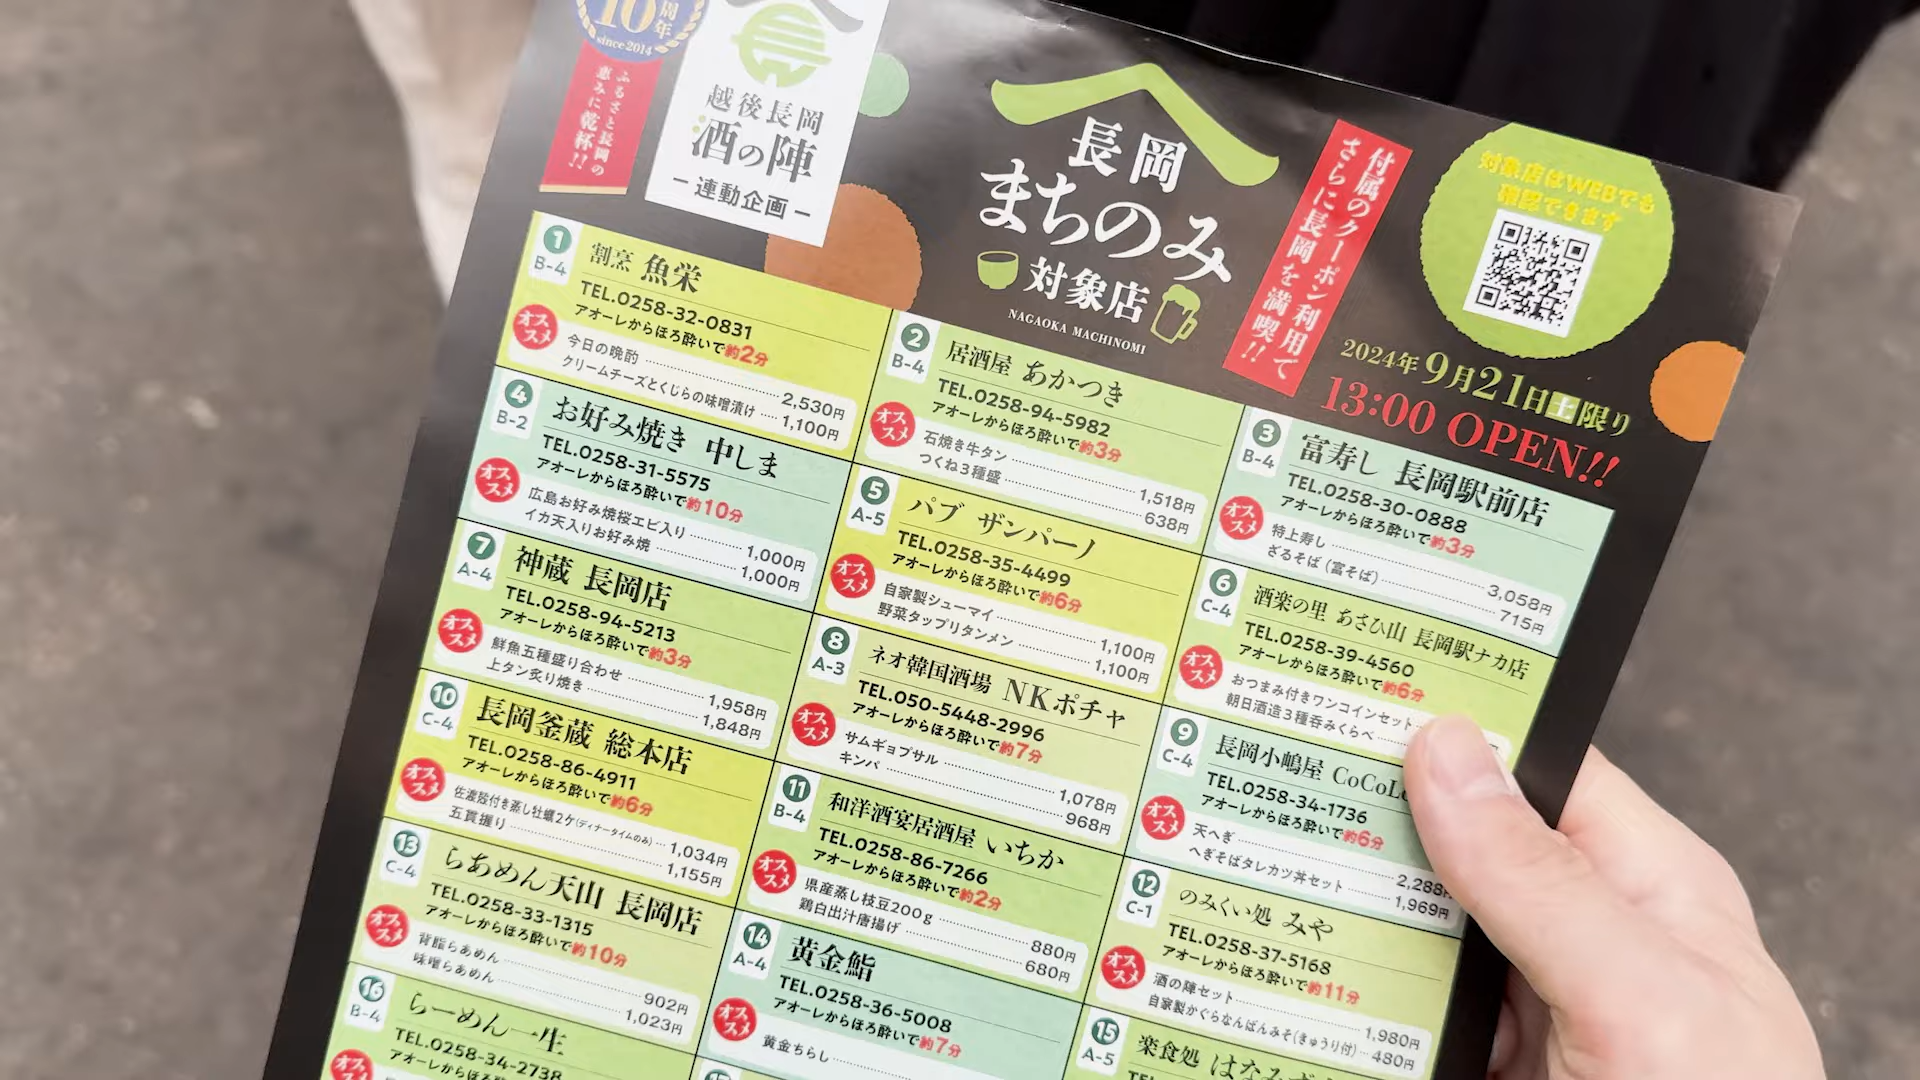 10周年
since 2014
ふるさと長岡の
恵みに乾杯!!
越後長岡
酒の陣
－連動企画－
長岡
まちのみ
対象店
NAGAOKA MACHINOMI
付属のクーポン利用で
さらに長岡を満喫!!
対象店はWEBでも
確認できます
2024年9月21日土限り
13:00 OPEN!!
1
B-4
割烹 魚栄
TEL.0258-32-0831
アオーレからほろ酔いで約2分
オススメ
今日の晩酌 2,530円
クリームチーズとくじらの味噌漬け 1,100円
2
B-4
居酒屋 あかつき
TEL.0258-94-5982
アオーレからほろ酔いで約3分
オススメ
石焼き牛タン 1,518円
つくね3種盛 638円
3
B-4
富寿し 長岡駅前店
TEL.0258-30-0888
アオーレからほろ酔いで約3分
オススメ
特上寿し 3,058円
ざるそば（富そば） 715円
4
B-2
お好み焼き 中しま
TEL.0258-31-5575
アオーレからほろ酔いで約10分
オススメ
広島お好み焼桜エビ入り 1,000円
イカ天入りお好み焼 1,000円
5
A-5
パブ ザンパーノ
TEL.0258-35-4499
アオーレからほろ酔いで約6分
オススメ
自家製シューマイ 1,100円
野菜タップリタンメン 1,100円
6
C-4
酒楽の里 あさひ山 長岡駅ナカ店
TEL.0258-39-4560
アオーレからほろ酔いで約6分
オススメ
おつまみ付きワンコインセット
朝日酒造3種呑みくらべ
7
A-4
神蔵 長岡店
TEL.0258-94-5213
アオーレからほろ酔いで約3分
オススメ
鮮魚五種盛り合わせ 1,958円
上タン炙り焼き 1,848円
8
A-3
ネオ韓国酒場 NKポチャ
TEL.050-5448-2996
アオーレからほろ酔いで約7分
オススメ
サムギョプサル 1,078円
キンパ 968円
9
C-4
長岡小嶋屋 CoCoLo
TEL.0258-34-1736
アオーレからほろ酔いで約6分
オススメ
天へぎ 2,288円
へぎそばタレカツ丼セット 1,969円
10
C-4
長岡釜蔵 総本店
TEL.0258-86-4911
アオーレからほろ酔いで約6分
オススメ
佐渡殻付き蒸し牡蠣2ケ(ディナータイムのみ) 1,034円
五貫握り 1,155円
11
B-4
和洋酒宴居酒屋 いちか
TEL.0258-86-7266
アオーレからほろ酔いで約2分
オススメ
県産蒸し枝豆200g 880円
鶏白出汁唐揚げ 680円
12
C-1
のみくい処 みや
TEL.0258-37-5168
アオーレからほろ酔いで約11分
オススメ
酒の陣セット 1,980円
自家製かぐらなんばんみそ(きゅうり付) 480円
13
C-4
らあめん天山 長岡店
TEL.0258-33-1315
アオーレからほろ酔いで約10分
オススメ
背脂らあめん 902円
味噌らあめん 1,023円
14
A-4
黄金鮨
TEL.0258-36-5008
アオーレからほろ酔いで約7分
オススメ
黄金ちらし
15
A-5
楽食処 はなみずき
16
B-4
らーめん一生
TEL.0258-34-2738
アオーレからほろ酔いで